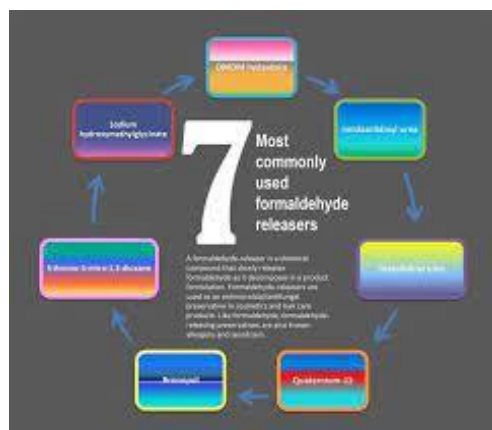 7
Most
commonly
used
formaldehyde
releasers
A formaldehyde releaser is a chemical
compound that slowly releases
formaldehyde as it decomposes in a product
formulation. Formaldehyde releasers are
used as an antimicrobial/antifungal
preservative in cosmetics and hair care
products. Like formaldehyde, formaldehyde-
releasing preservatives are also known
allergens and
DMDM hydantoin
Imidazolidinyl urea
urea
Quaternium-15
Bronopol
5-Bromo-5-nitro-1,3-dioxane
Sodium
hydroxymethylglycinate